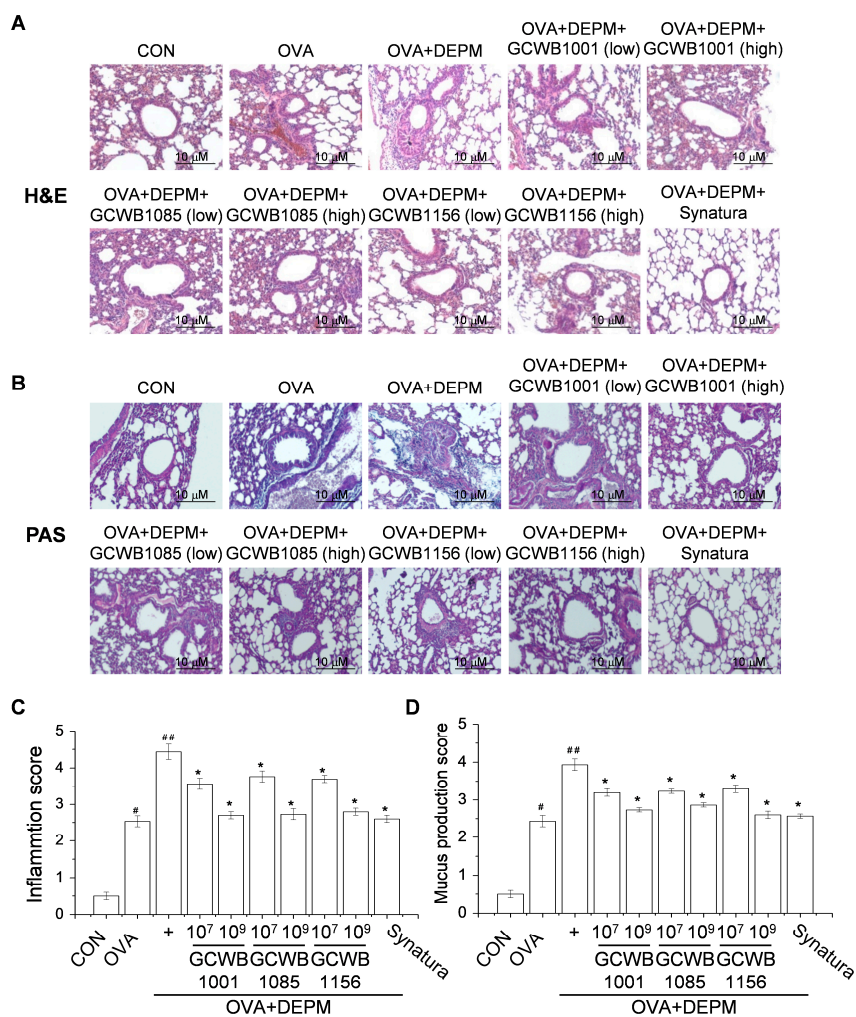 A
CON
OVA
OVA+DEPM
OVA+DEPM+
GCWB1001 (low)
OVA+DEPM+
GCWB1001 (high)
10 μM
10 μM
10 μM
10 μM
10 μM
H&E
OVA+DEPM+
GCWB1085 (low)
OVA+DEPM+
GCWB1085 (high)
OVA+DEPM+
GCWB1156 (low)
OVA+DEPM+
GCWB1156 (high)
OVA+DEPM+
Synatura
10 μM
10 μM
10 μM
10 μM
10 μM
B
CON
OVA
OVA+DEPM
OVA+DEPM+
GCWB1001 (low)
OVA+DEPM+
GCWB1001 (high)
10 μM
10 μM
10 μM
10 μM
10 μM
PAS
OVA+DEPM+
GCWB1085 (low)
OVA+DEPM+
GCWB1085 (high)
OVA+DEPM+
GCWB1156 (low)
OVA+DEPM+
GCWB1156 (high)
OVA+DEPM+
Synatura
10 μM
10 μM
10 μM
10 μM
10 μM
C
Inflammtion score
5
4
3
2
1
0
#
##
*
*
*
*
*
*
*
CON
OVA
+
10⁷ 10⁹
10⁷ 10⁹
10⁷ 10⁹
Synatura
GCWB
GCWB
GCWB
1001
1085
1156
OVA+DEPM
D
Mucus production score
5
4
3
2
1
0
#
##
*
*
*
*
*
*
*
CON
OVA
+
10⁷ 10⁹
10⁷ 10⁹
10⁷ 10⁹
Synatura
GCWB
GCWB
GCWB
1001
1085
1156
OVA+DEPM